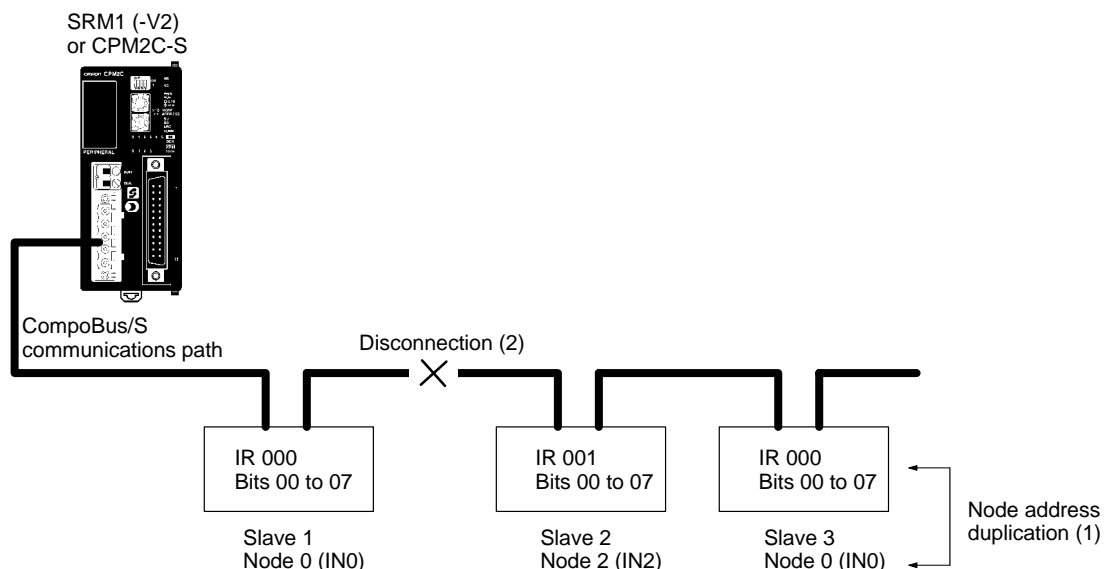 SRM1 (-V2)
or CPM2C-S
CPM2C
PERIPHERAL
CompoBus/S
communications path
Disconnection (2)
IR 000
Bits 00 to 07
IR 001
Bits 00 to 07
IR 000
Bits 00 to 07
Node address
duplication (1)
Slave 1
Node 0 (IN0)
Slave 2
Node 2 (IN2)
Slave 3
Node 0 (IN0)